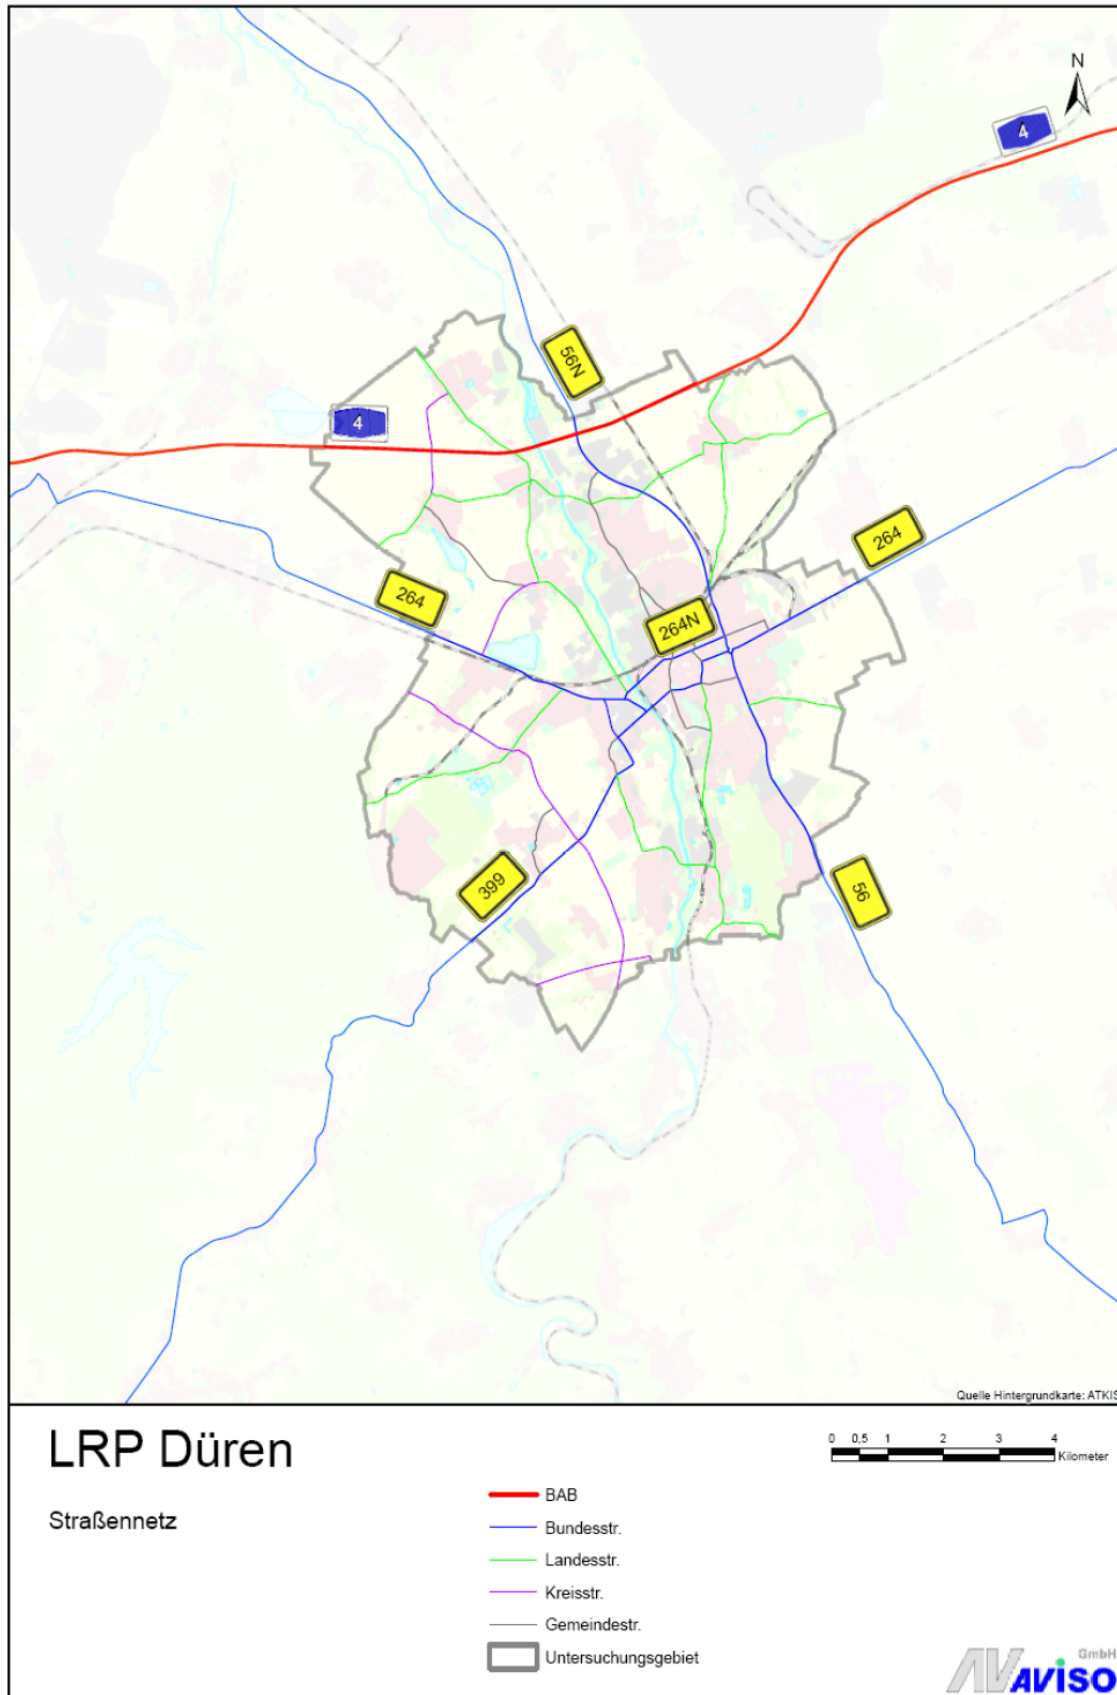 N
4
56N
4
264
264
264N
399
56
Quelle Hintergrundkarte: ATKIS
LRP Düren
Straßennetz
0 0,5 1 2 3 4
Kilometer
BAB
Bundesstr.
Landesstr.
Kreisstr.
Gemeindestr.
Untersuchungsgebiet
GmbH
AVISO